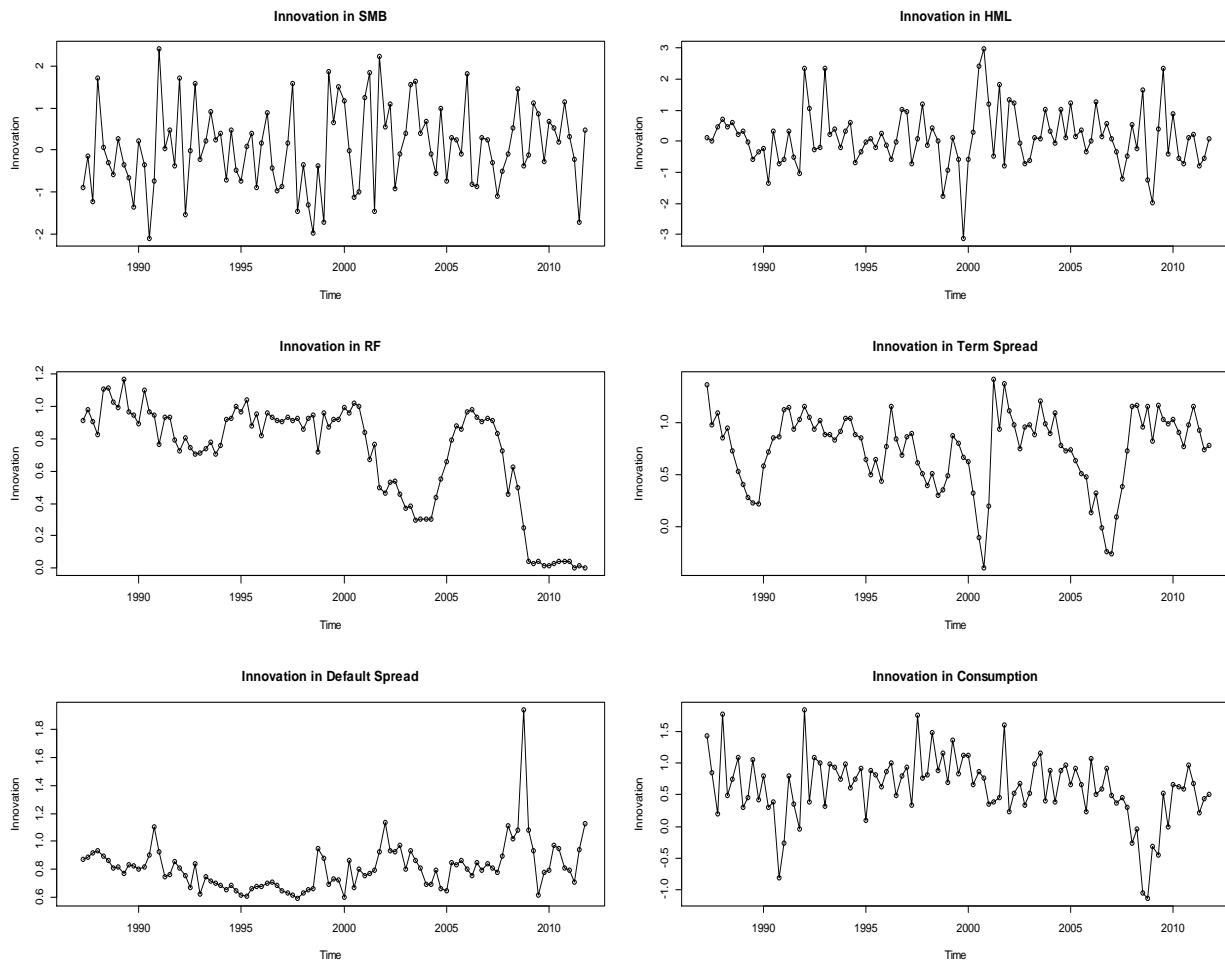 Innovation in SMB
Innovation
2
1
0
-1
-2
1990 1995 2000 2005 2010
Time
Innovation in HML
Innovation
3
2
1
0
-1
-2
-3
1990 1995 2000 2005 2010
Time
Innovation in RF
Innovation
1.2
1.0
0.8
0.6
0.4
0.2
0.0
1990 1995 2000 2005 2010
Time
Innovation in Term Spread
Innovation
1.0
0.5
0.0
1990 1995 2000 2005 2010
Time
Innovation in Default Spread
Innovation
1.8
1.6
1.4
1.2
1.0
0.8
0.6
1990 1995 2000 2005 2010
Time
Innovation in Consumption
Innovation
1.5
1.0
0.5
0.0
-0.5
-1.0
1990 1995 2000 2005 2010
Time